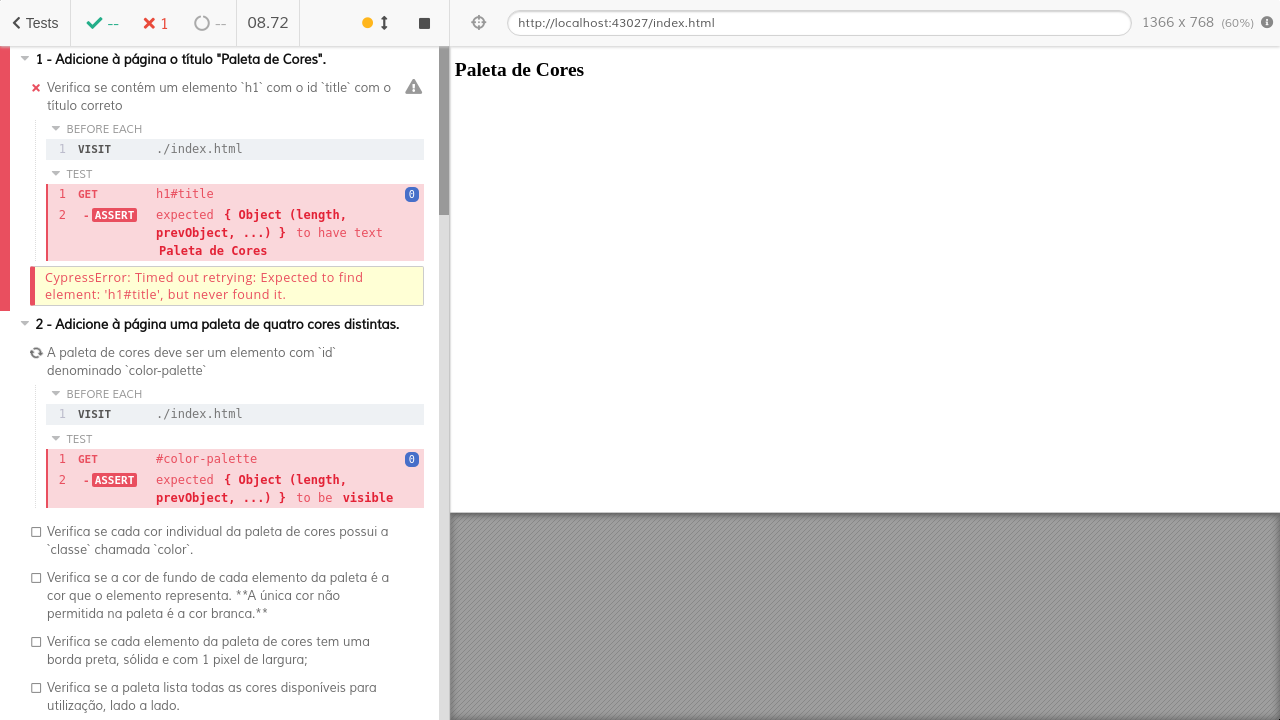 Tests
--
1
--
08.72
http://localhost:43027/index.html
1366 x 768 (60%)
1 - Adicione à página o título "Paleta de Cores".
Verifica se contém um elemento `h1` com o id `title` com o
título correto
BEFORE EACH
1 VISIT ./index.html
TEST
1 GET h1#title 0
2 -ASSERT expected { Object (length,
prevObject, ...) } to have text
Paleta de Cores
CypressError: Timed out retrying: Expected to find
element: 'h1#title', but never found it.
2 - Adicione à página uma paleta de quatro cores distintas.
A paleta de cores deve ser um elemento com `id`
denominado `color-palette`
BEFORE EACH
1 VISIT ./index.html
TEST
1 GET #color-palette 0
2 -ASSERT expected { Object (length,
prevObject, ...) } to be visible
Verifica se cada cor individual da paleta de cores possui a
`classe` chamada `color`.
Verifica se a cor de fundo de cada elemento da paleta é a
cor que o elemento representa. **A única cor não
permitida na paleta é a cor branca.**
Verifica se cada elemento da paleta de cores tem uma
borda preta, sólida e com 1 pixel de largura;
Verifica se a paleta lista todas as cores disponíveis para
utilização, lado a lado.
Paleta de Cores